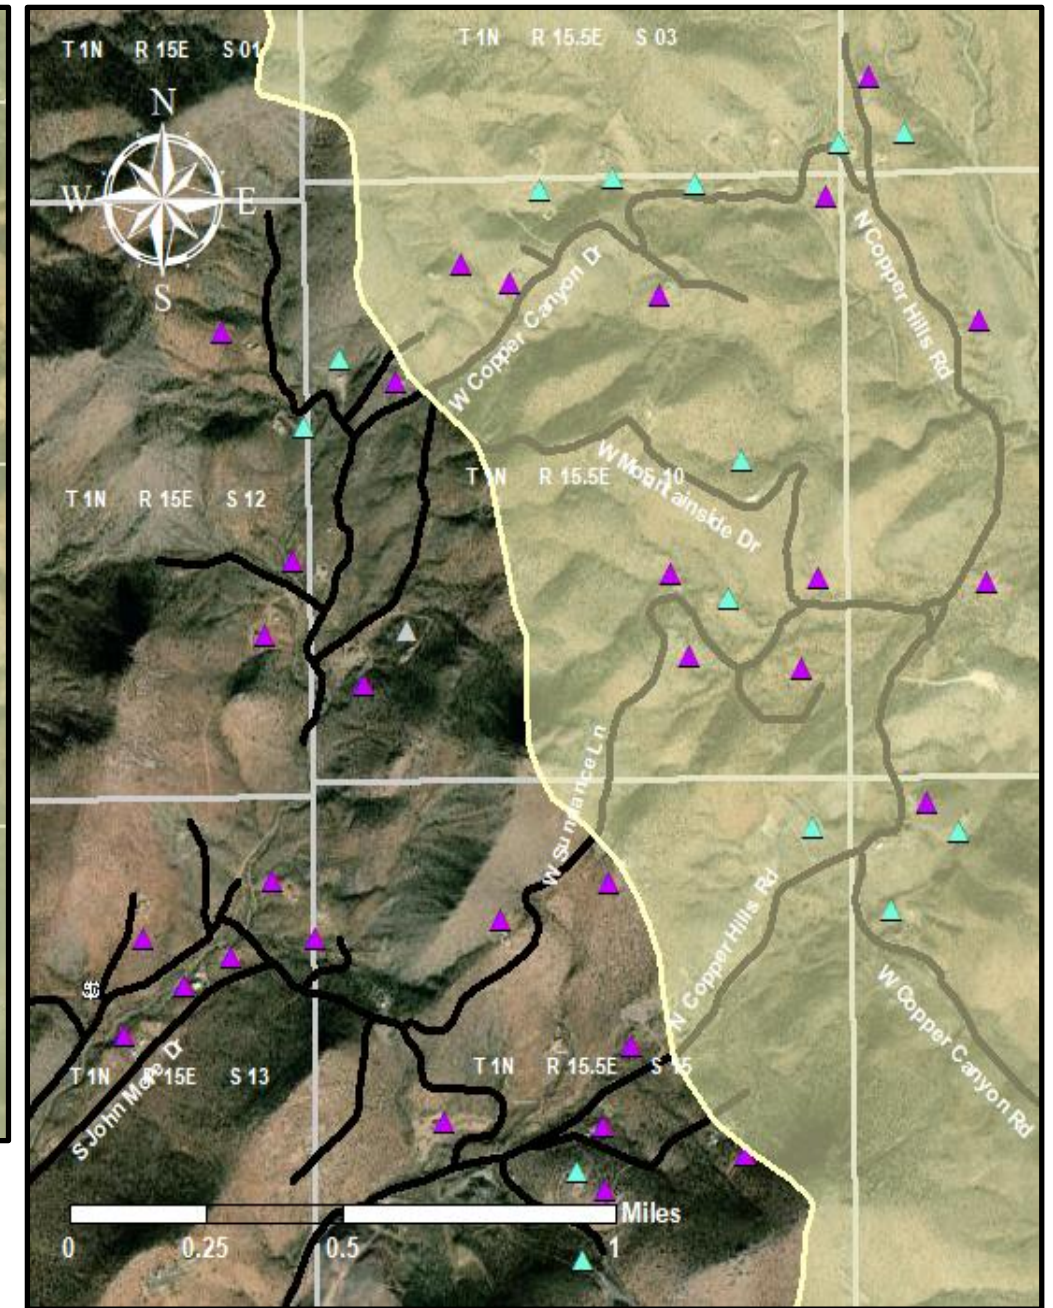 T 1N R 15E S 01
T 1N R 15.5E S 03
N
W E
S
W Copper Canyon Dr
N Copper Hills Rd
T 1N R 15.5E S 10
W Mountainside Dr
T 1N R 15E S 12
W Sundance Ln
N Copper Hills Rd
W Copper Canyon Rd
T 1N R 15.5E S 15
T 1N R 15E S 13
S John
Dr
Miles
0 0.25 0.5 1